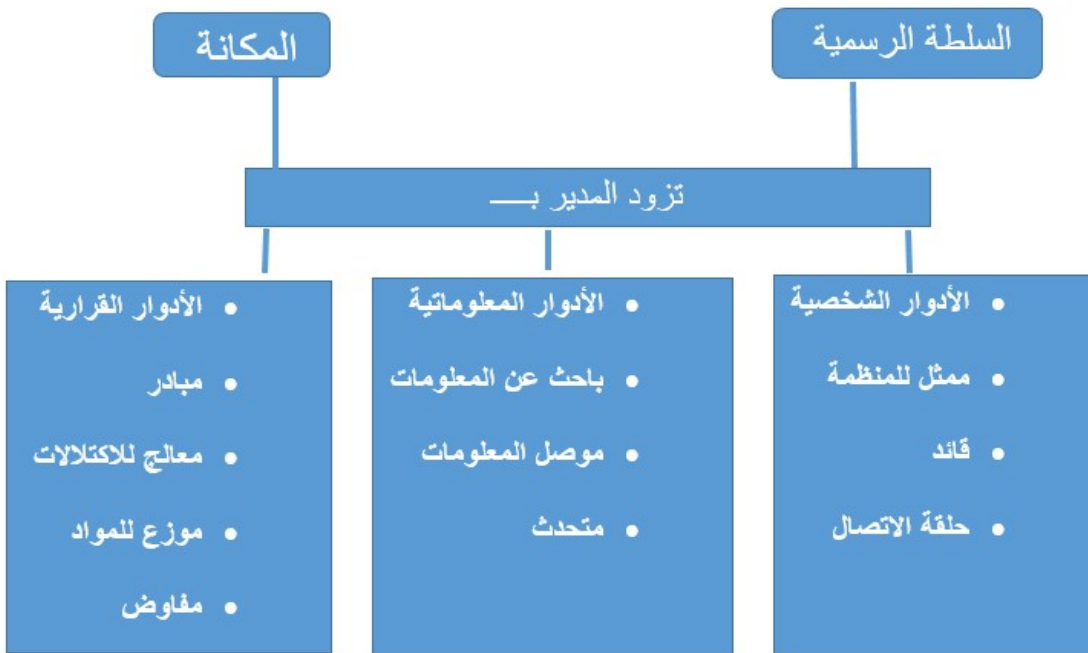 السلطة الرسمية
المكانة
تزود المدير بـــــ
الأدوار الشخصية
ممثل للمنظمة
قائد
حلقة الاتصال
الأدوار المعلوماتية
باحث عن المعلومات
موصل المعلومات
متحدث
الأدوار القرارية
مبادر
معالج للاكتلالات
موزع للمواد
مفاوض